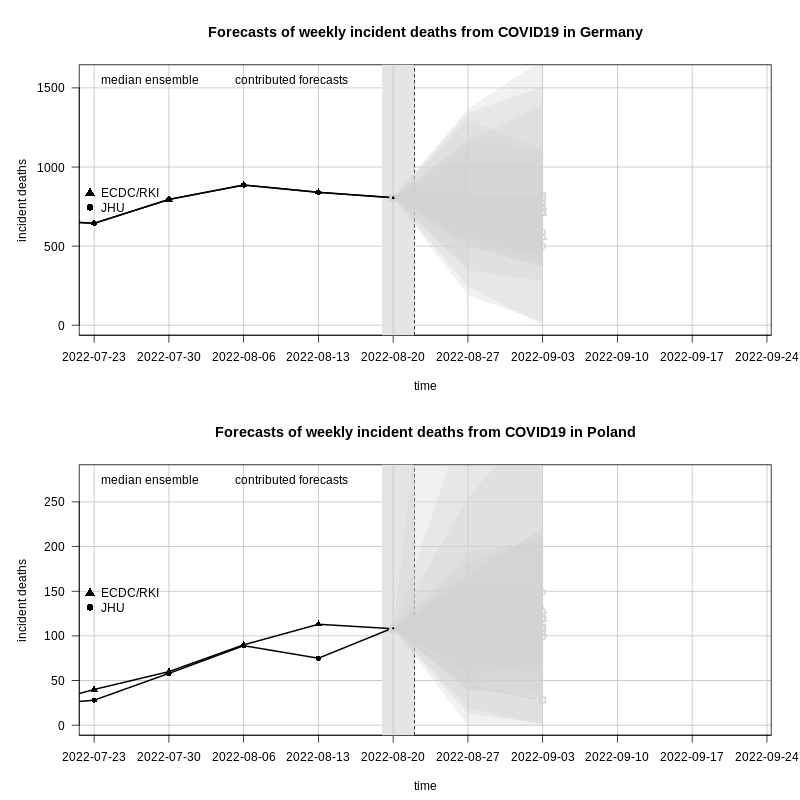 Forecasts of weekly incident deaths from COVID19 in Germany
median ensemble contributed forecasts
1500
1000
500
0
incident deaths
ECDC/RKI
JHU
2022-07-23 2022-07-30 2022-08-06 2022-08-13 2022-08-20 2022-08-27 2022-09-03 2022-09-10 2022-09-17 2022-09-24
time
Forecasts of weekly incident deaths from COVID19 in Poland
median ensemble contributed forecasts
250
200
150
100
50
0
incident deaths
ECDC/RKI
JHU
2022-07-23 2022-07-30 2022-08-06 2022-08-13 2022-08-20 2022-08-27 2022-09-03 2022-09-10 2022-09-17 2022-09-24
time